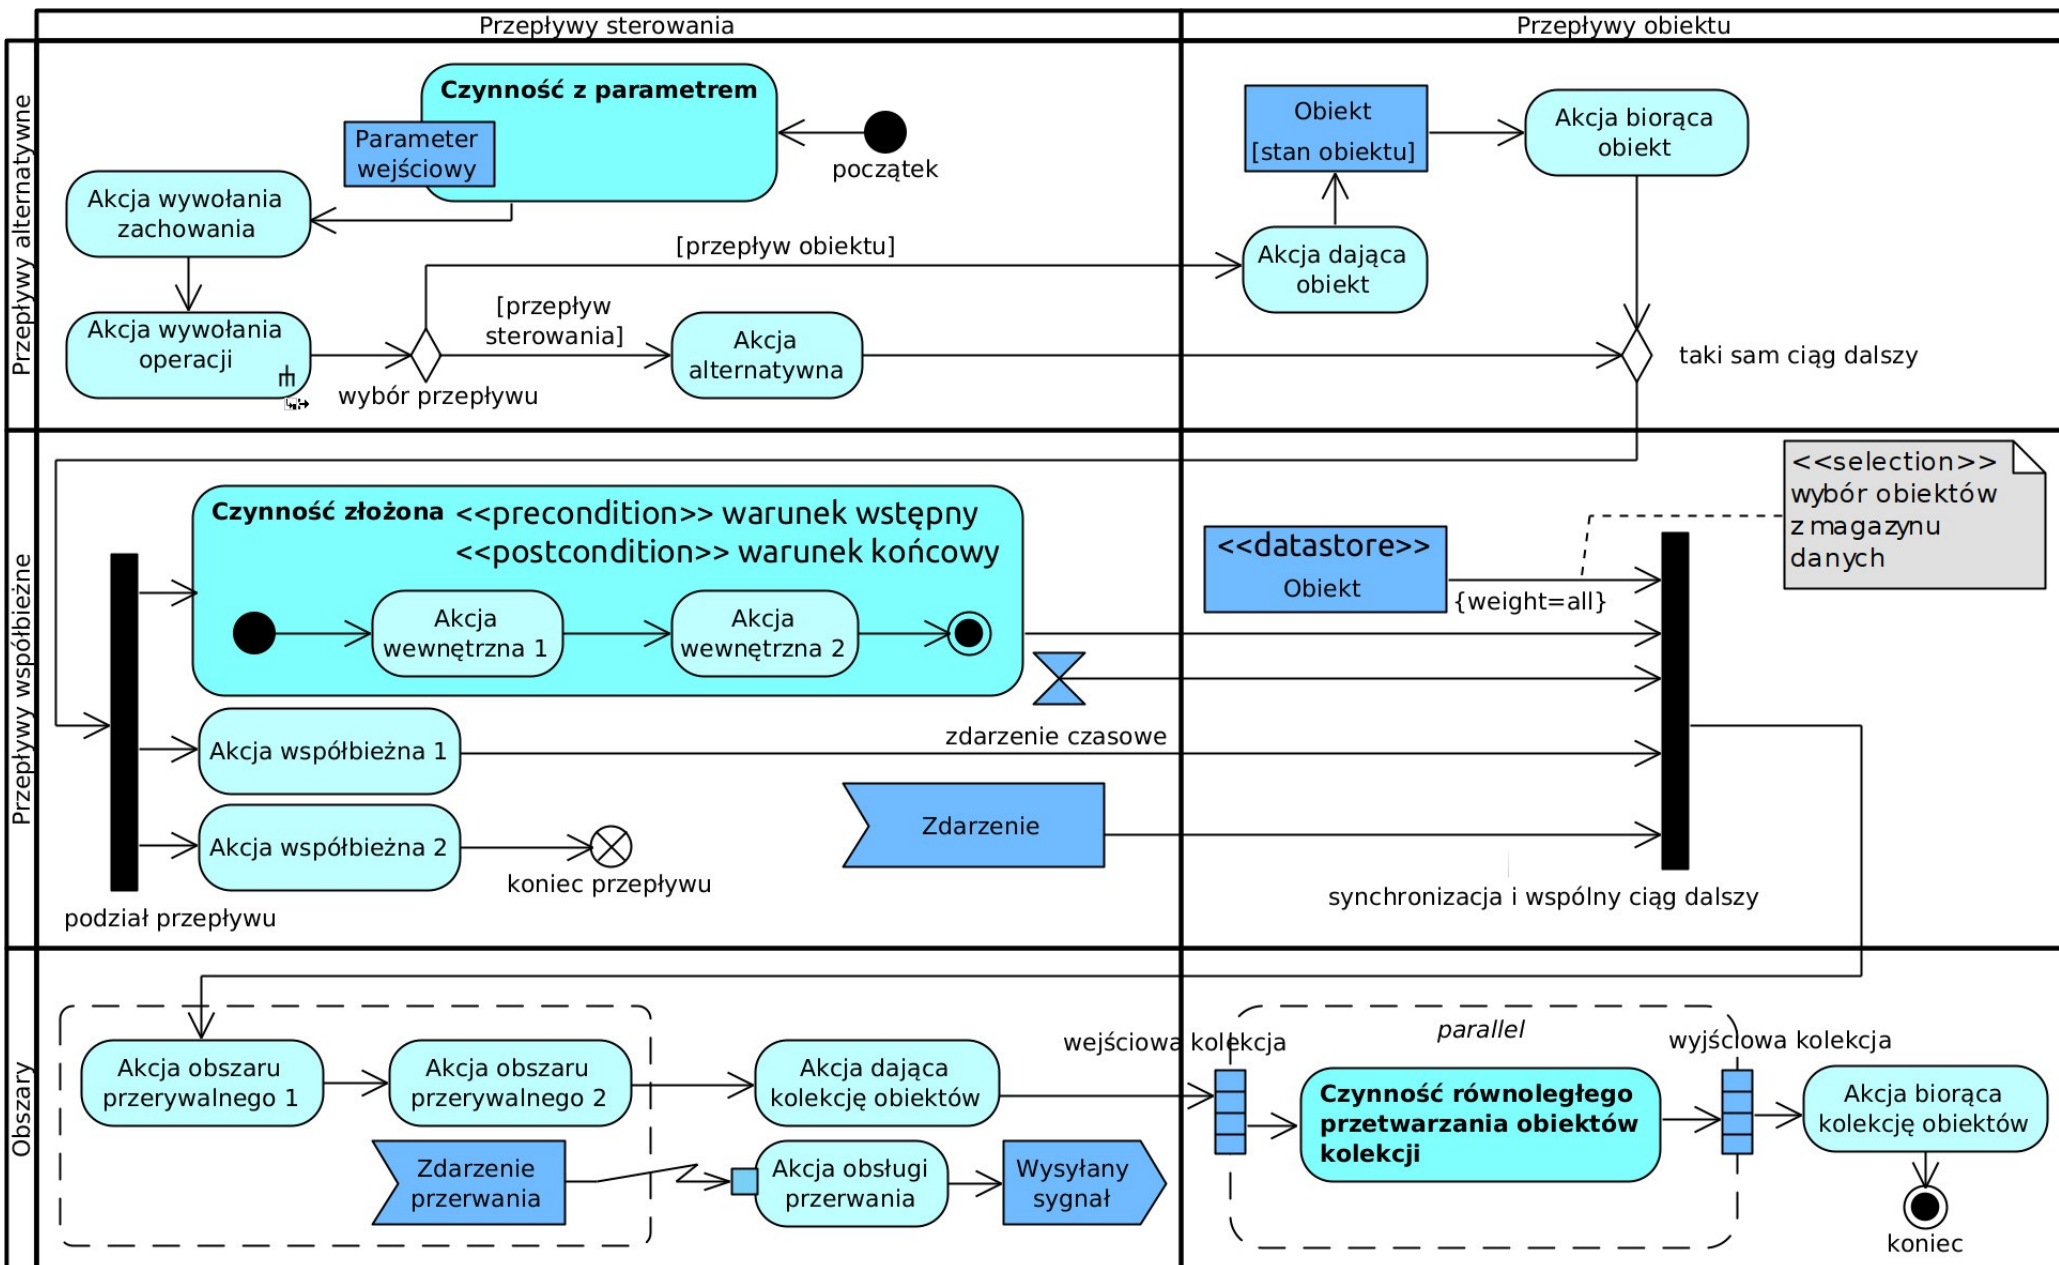 Przepływy sterowania
Przepływy obiektu
Przepływy alternatywne
Czynność z parametrem
Parameter
wejściowy
początek
Akcja wywołania
zachowania
Akcja wywołania
operacji
wybór przepływu
[przepływ obiektu]
[przepływ
sterowania]
Akcja
alternatywna
Obiekt
[stan obiektu]
Akcja biorąca
obiekt
Akcja dająca
obiekt
taki sam ciąg dalszy
Przepływy współbieżne
Czynność złożona <<precondition>> warunek wstępny
<<postcondition>> warunek końcowy
Akcja
wewnętrzna 1
Akcja
wewnętrzna 2
<<datastore>>
Obiekt
{weight=all}
<<selection>>
wybór obiektów
z magazynu
danych
zdarzenie czasowe
Akcja współbieżna 1
Akcja współbieżna 2
koniec przepływu
Zdarzenie
podział przepływu
synchronizacja i wspólny ciąg dalszy
Obszary
Akcja obszaru
przerywalnego 1
Akcja obszaru
przerywalnego 2
Akcja dająca
kolekcję obiektów
wejściowa kolekcja
parallel
wyjściowa kolekcja
Czynność równoległego
przetwarzania obiektów
kolekcji
Akcja biorąca
kolekcję obiektów
Zdarzenie
przerwania
Akcja obsługi
przerwania
Wysyłany
sygnał
koniec